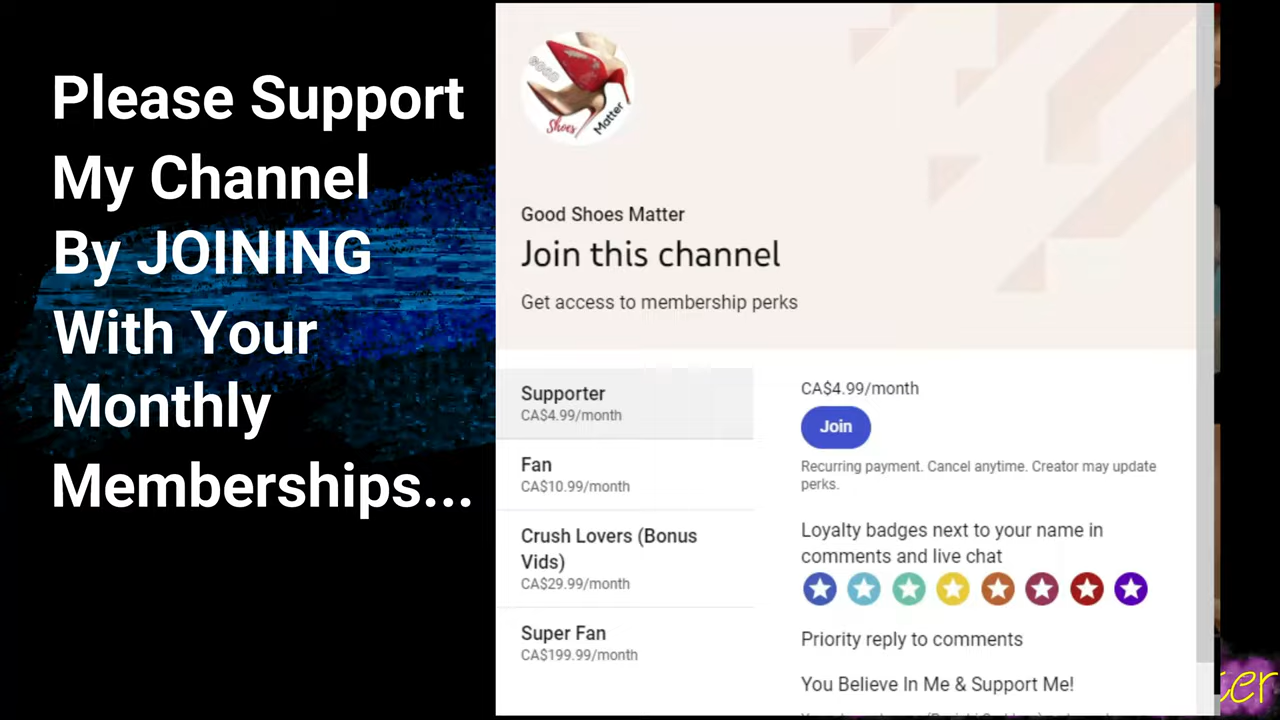 Please Support
My Channel
By JOINING
With Your
Monthly
Memberships...
GOOD
Shoes
Matter
Good Shoes Matter
Join this channel
Get access to membership perks
Supporter
CA$4.99/month
Fan
CA$10.99/month
Crush Lovers (Bonus
Vids)
CA$29.99/month
Super Fan
CA$199.99/month
CA$4.99/month
Join
Recurring payment. Cancel anytime. Creator may update
perks.
Loyalty badges next to your name in
comments and live chat
Priority reply to comments
You Believe In Me & Support Me!